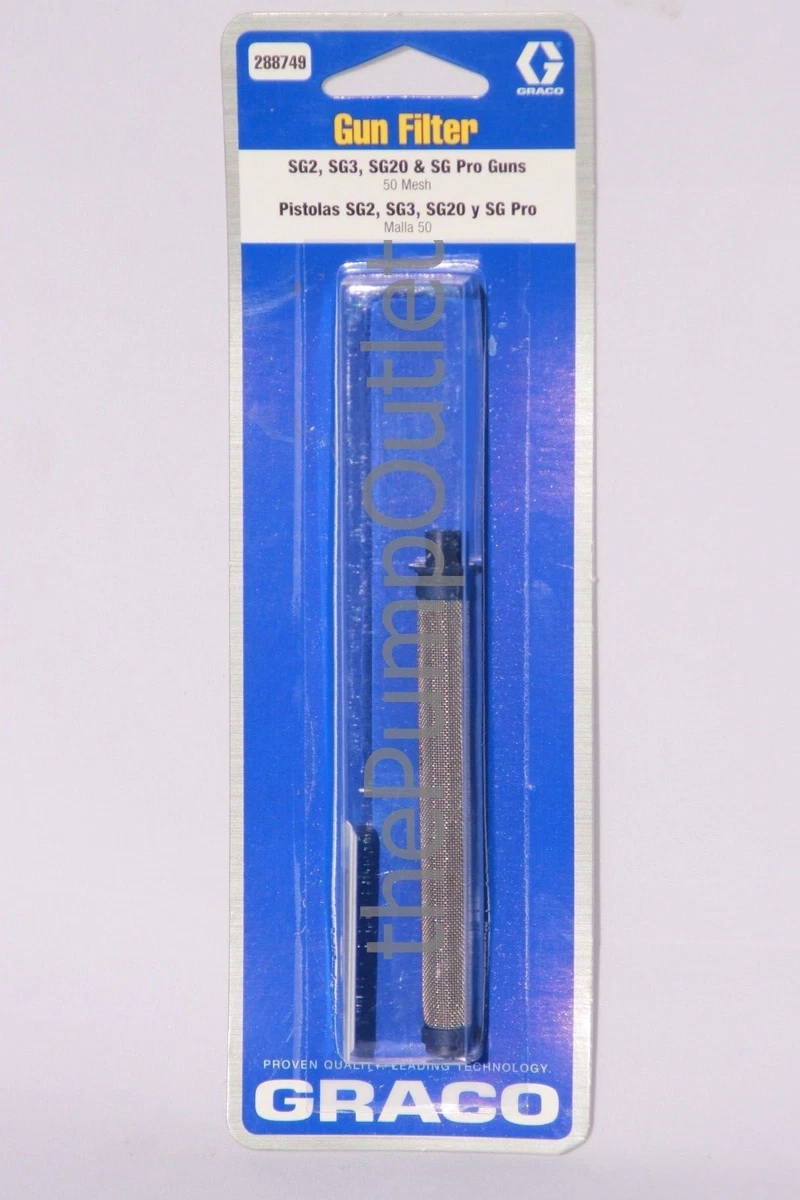 288749
GRACO
Gun Filter
SG2, SG3, SG20 & SG Pro Guns
50 Mesh
Pistolas SG2, SG3, SG20 y SG Pro
Malla 50
thePumpOutlet
PROVEN QUALITY. LEADING TECHNOLOGY.
GRACO